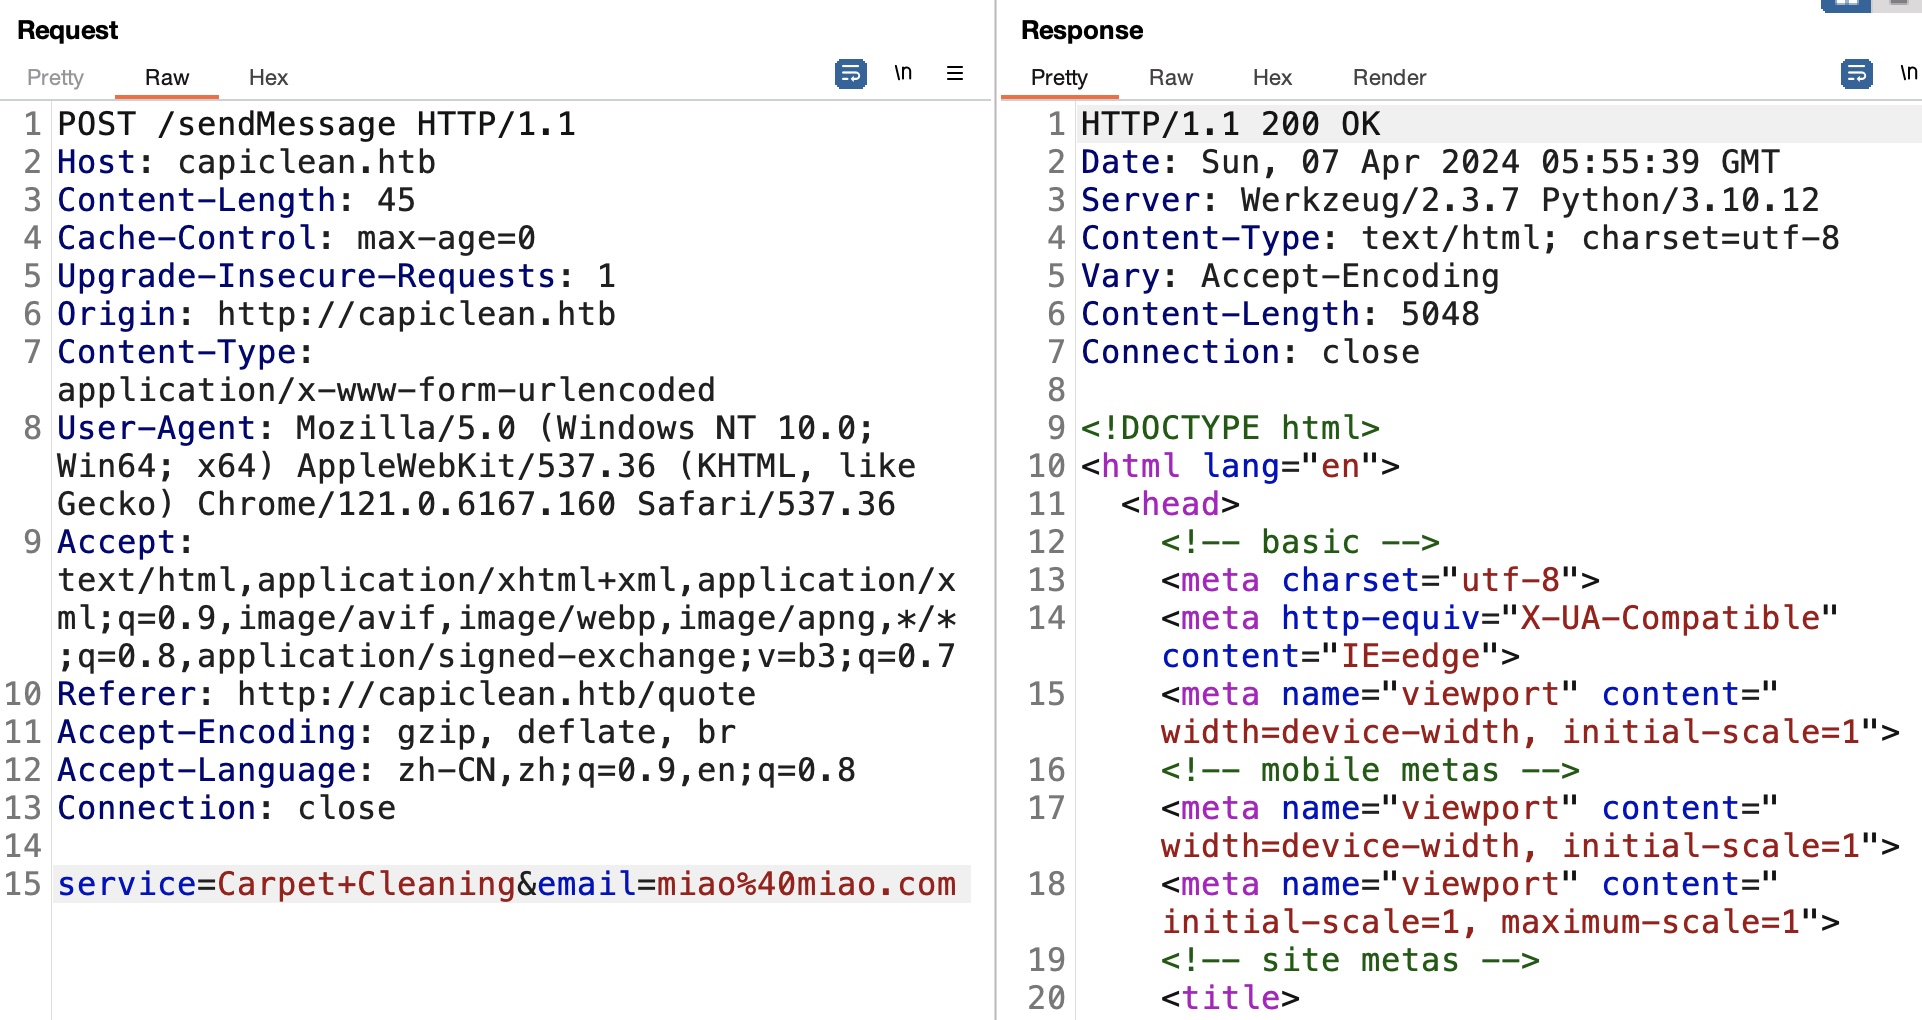 Request
Pretty Raw Hex \n
1 POST /sendMessage HTTP/1.1
2 Host: capiclean.htb
3 Content-Length: 45
4 Cache-Control: max-age=0
5 Upgrade-Insecure-Requests: 1
6 Origin: http://capiclean.htb
7 Content-Type:
application/x-www-form-urlencoded
8 User-Agent: Mozilla/5.0 (Windows NT 10.0;
Win64; x64) AppleWebKit/537.36 (KHTML, like
Gecko) Chrome/121.0.6167.160 Safari/537.36
9 Accept:
text/html,application/xhtml+xml,application/x
ml;q=0.9,image/avif,image/webp,image/apng,*/*
;q=0.8,application/signed-exchange;v=b3;q=0.7
10 Referer: http://capiclean.htb/quote
11 Accept-Encoding: gzip, deflate, br
12 Accept-Language: zh-CN,zh;q=0.9,en;q=0.8
13 Connection: close
14
15 service=Carpet+Cleaning&email=miao%40miao.com
Response
Pretty Raw Hex Render \n
1 HTTP/1.1 200 OK
2 Date: Sun, 07 Apr 2024 05:55:39 GMT
3 Server: Werkzeug/2.3.7 Python/3.10.12
4 Content-Type: text/html; charset=utf-8
5 Vary: Accept-Encoding
6 Content-Length: 5048
7 Connection: close
8
9 <!DOCTYPE html>
10 <html lang="en">
11 <head>
12 <!-- basic -->
13 <meta charset="utf-8">
14 <meta http-equiv="X-UA-Compatible"
content="IE=edge">
15 <meta name="viewport" content="
width=device-width, initial-scale=1">
16 <!-- mobile metas -->
17 <meta name="viewport" content="
width=device-width, initial-scale=1">
18 <meta name="viewport" content="
initial-scale=1, maximum-scale=1">
19 <!-- site metas -->
20 <title>